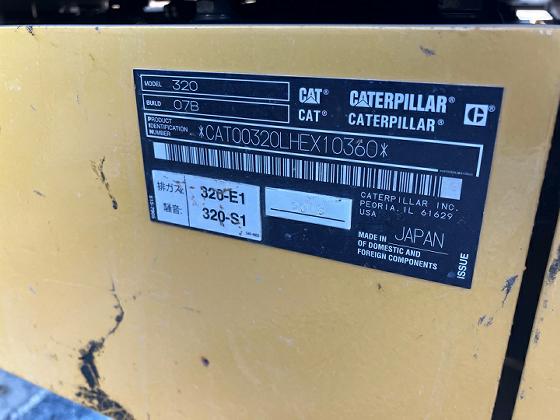 MODEL 320
BUILD 07B
CAT® CATERPILLAR®
CAT® CATERPILLAR®
PRODUCT IDENTIFICATION NUMBER
*CAT00320LHEX10360*
排ガス: 320-E1
騒音: 320-S1
CATERPILLAR INC.
PEORIA, IL 61629
USA
MADE IN JAPAN
OF DOMESTIC AND
FOREIGN COMPONENTS
ISSUE